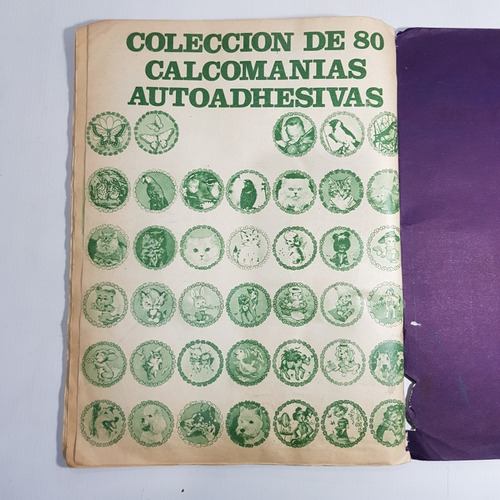 COLECCION DE 80
CALCOMANIAS
AUTOADHESIVAS